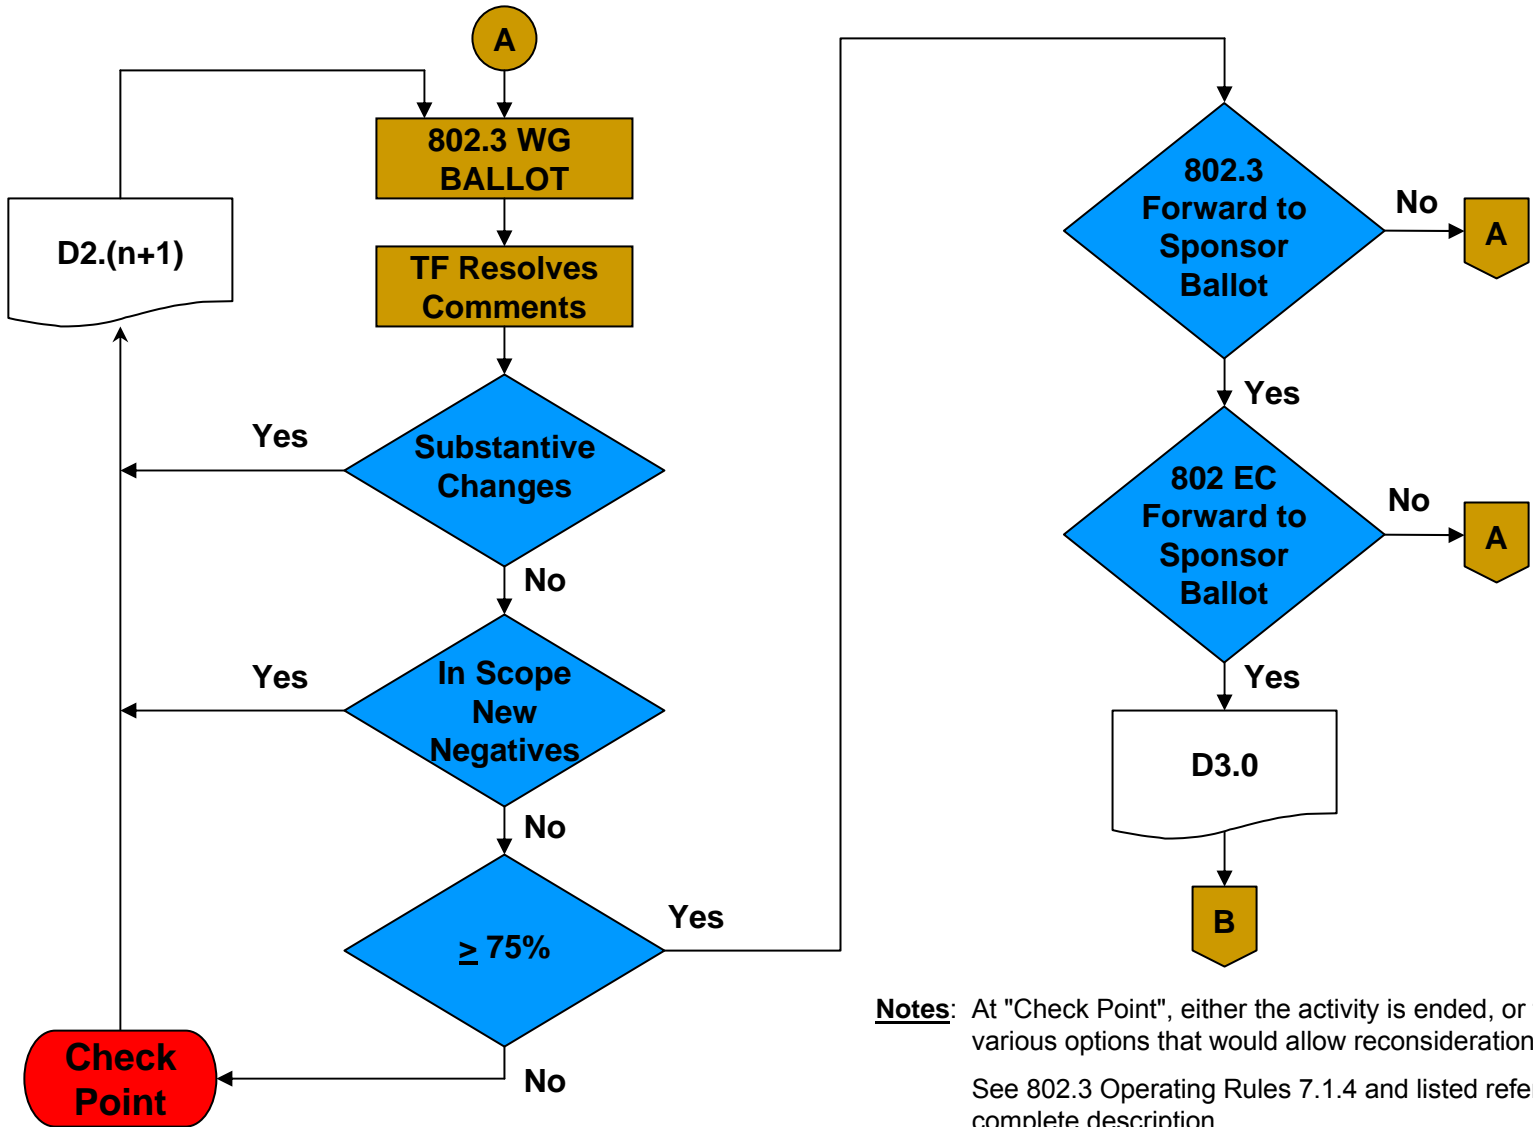 A
802.3 WG
BALLOT
D2.(n+1)
TF Resolves
Comments
Yes
Substantive
Changes
No
Yes
In Scope
New
Negatives
No
≥ 75%
Yes
No
Check
Point
802.3
Forward to
Sponsor
Ballot
No
A
Yes
802 EC
Forward to
Sponsor
Ballot
No
A
Yes
D3.0
B
Notes: At "Check Point", either the activity is ended, or
various options that would allow reconsideration
See 802.3 Operating Rules 7.1.4 and listed
complete description